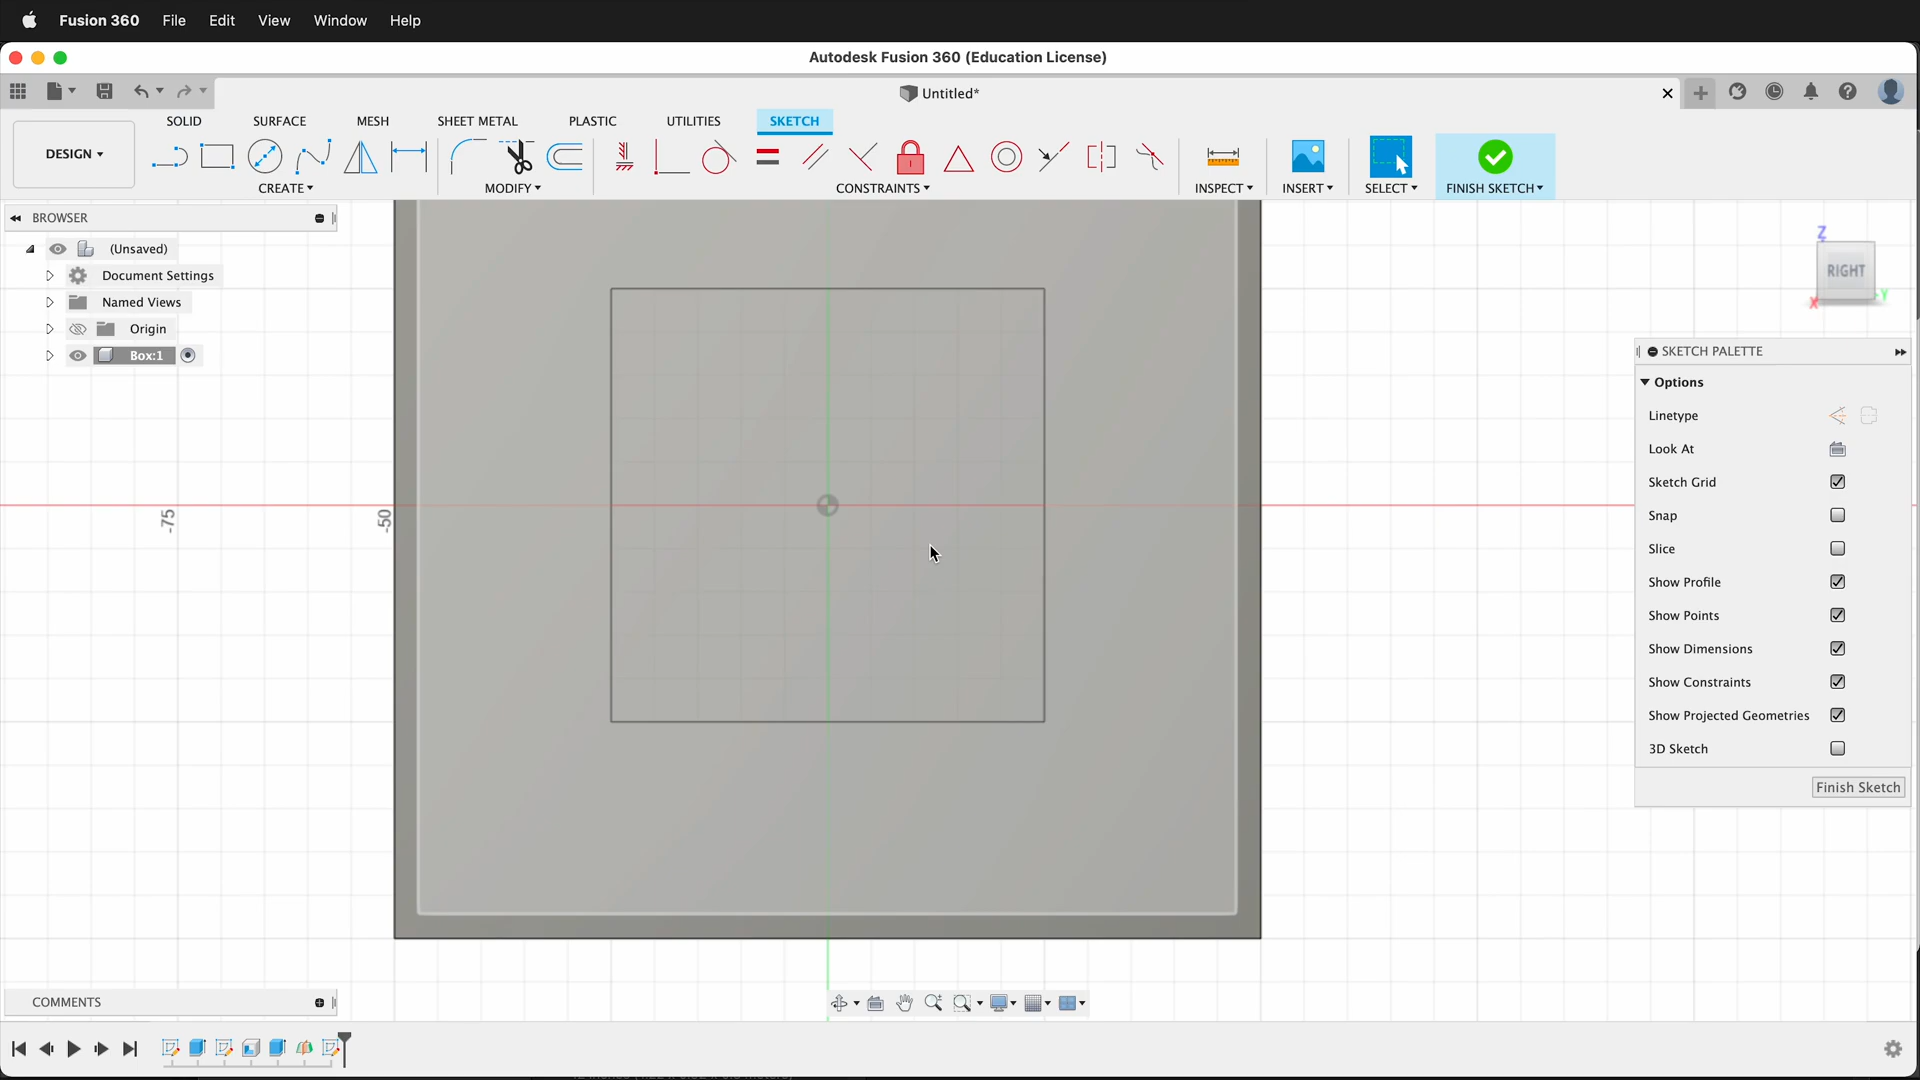 Fusion 360 File Edit View Window Help
Autodesk Fusion 360 (Education License)
Untitled*
SOLID SURFACE MESH SHEET METAL PLASTIC UTILITIES SKETCH
DESIGN
CREATE MODIFY CONSTRAINTS INSPECT INSERT SELECT FINISH SKETCH
BROWSER
(Unsaved)
Document Settings
Named Views
Origin
Box:1
Z
RIGHT
X
Y
-75
-50
SKETCH PALETTE
Options
Linetype
Look At
Sketch Grid
Snap
Slice
Show Profile
Show Points
Show Dimensions
Show Constraints
Show Projected Geometries
3D Sketch
Finish Sketch
COMMENTS